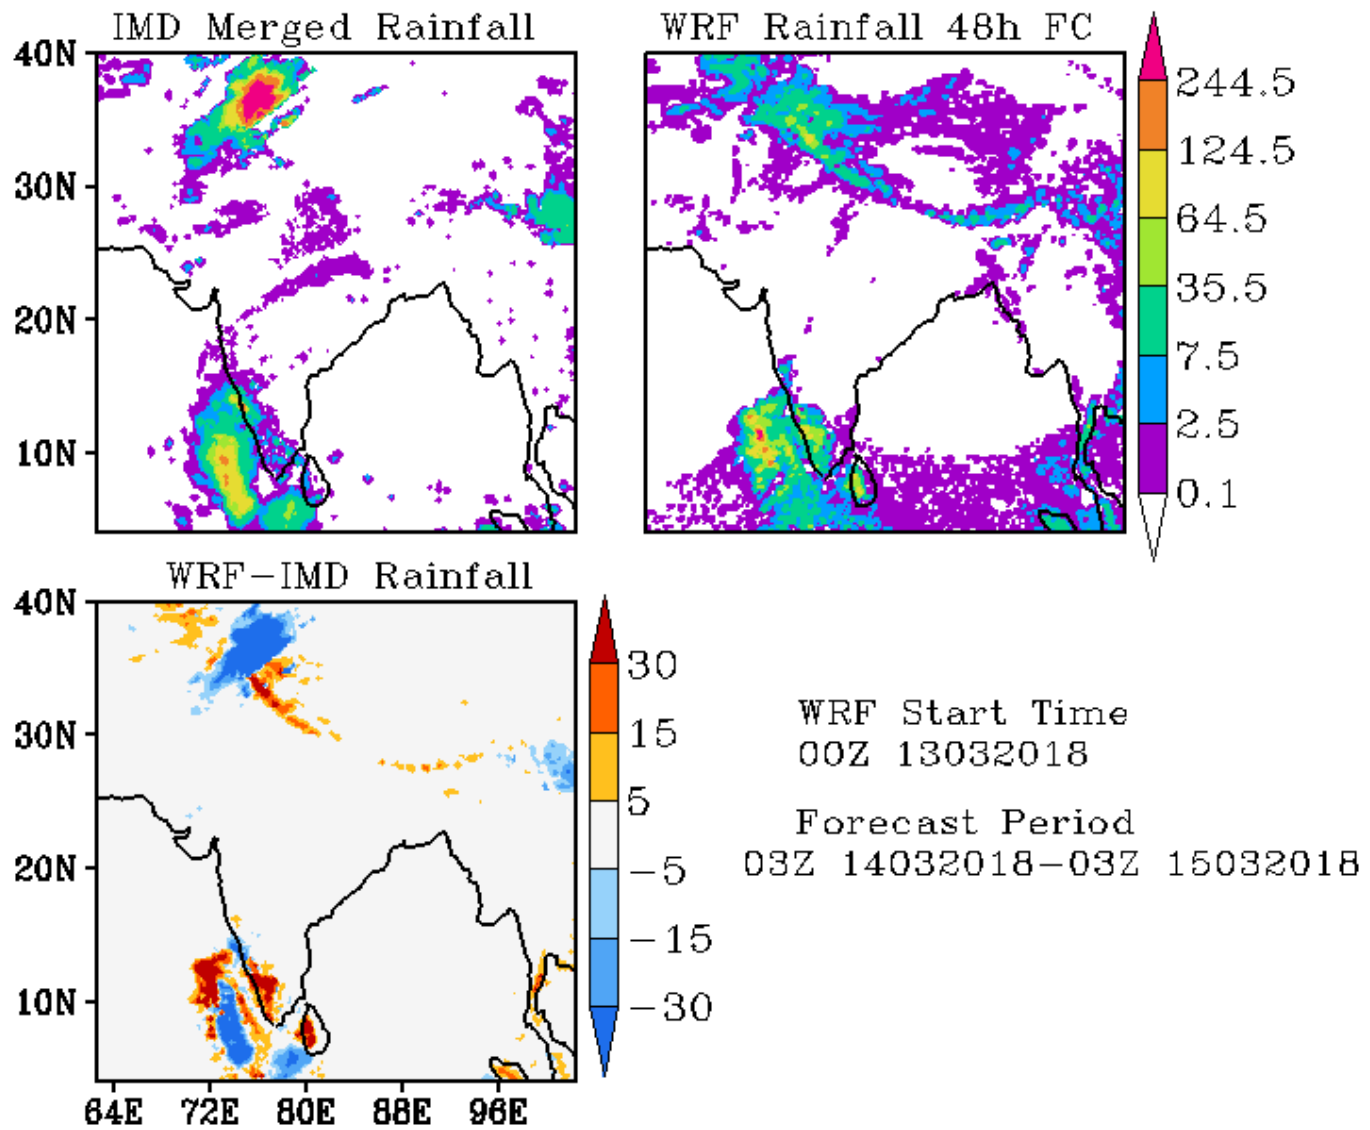 IMD Merged Rainfall
WRF Rainfall 48h FC
40N
30N
20N
10N
244.5
124.5
64.5
35.5
7.5
2.5
0.1
WRF-IMD Rainfall
40N
30N
20N
10N
64E 72E 80E 88E 96E
30
15
5
-5
-15
-30
WRF Start Time
00Z 13032018
Forecast Period
03Z 14032018-03Z 15032018